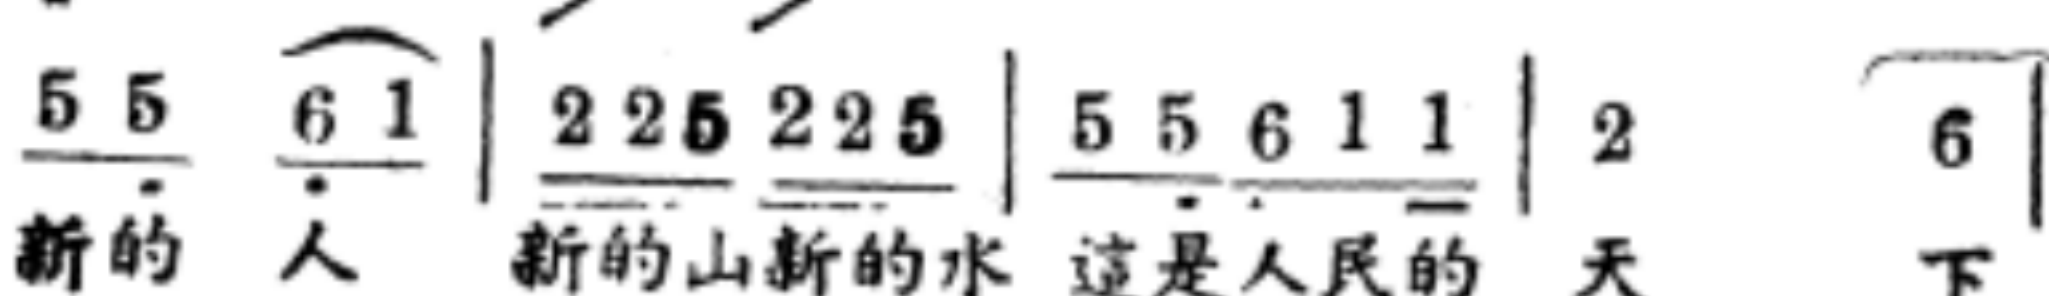 5 5 6 1 | 2 2 5 2 2 5 | 5 5 6 1 1 | 2 6 |
新的 人 新的山新的水 這是人民的 天 下